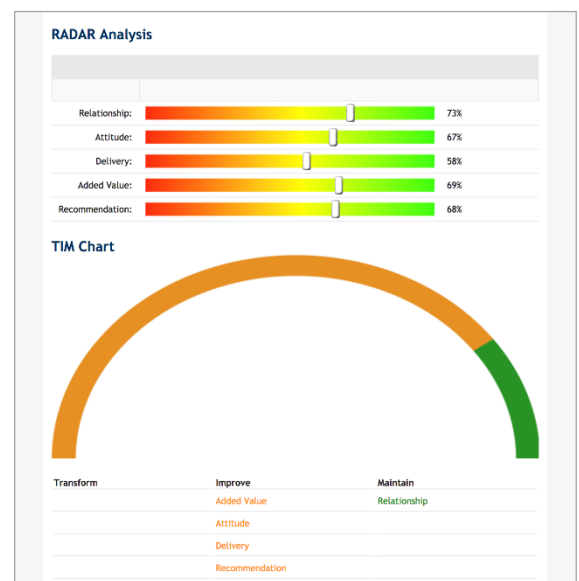 RADAR Analysis
Relationship: 73%
Attitude: 67%
Delivery: 58%
Added Value: 69%
Recommendation: 68%
TIM Chart
Transform Improve Maintain
Added Value Relationship
Attitude
Delivery
Recommendation